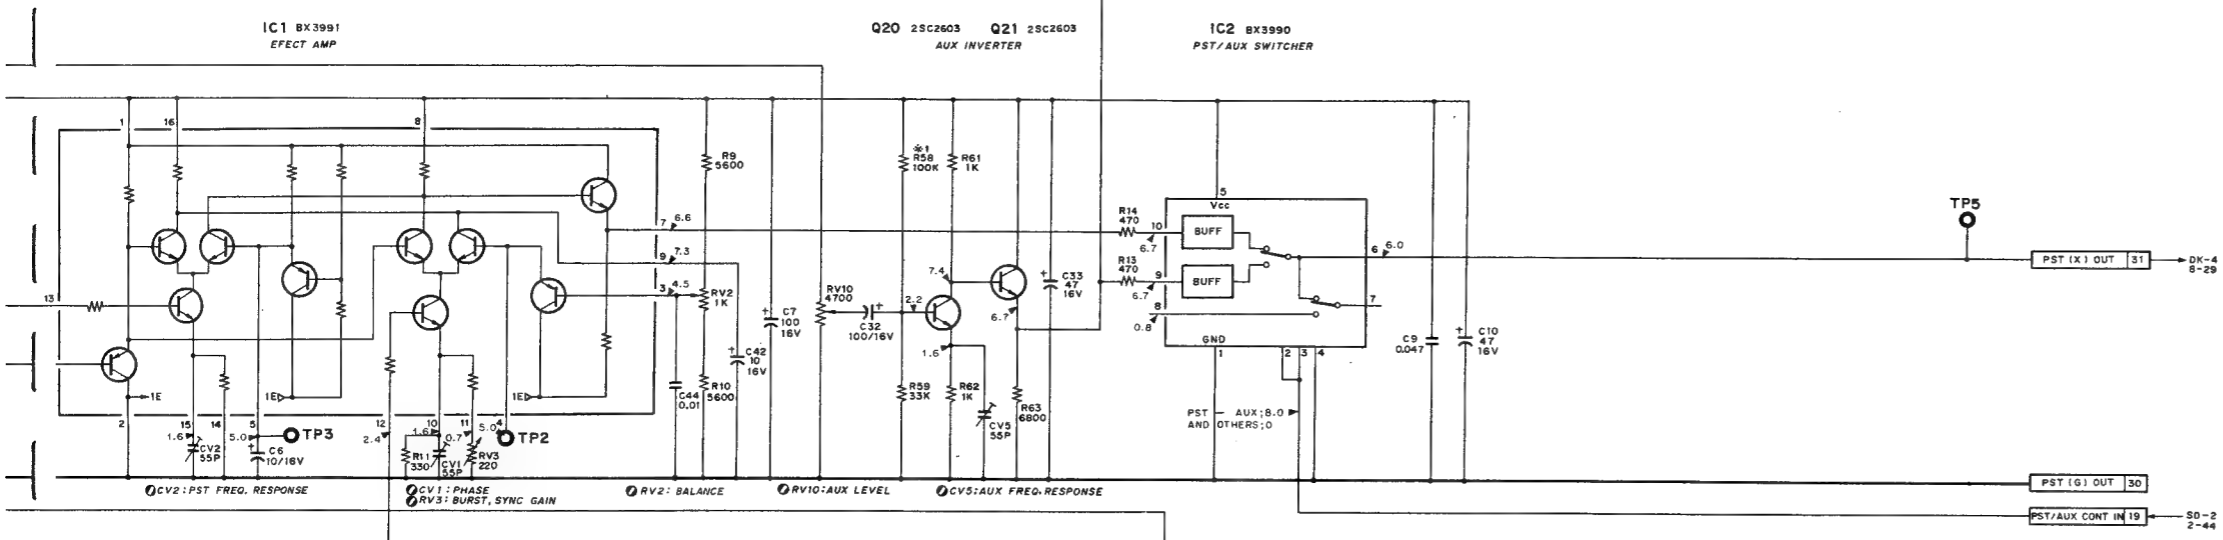 IC1 BX3991
EFECT AMP
Q20 2SC2603 Q21 2SC2603
AUX INVERTER
IC2 BX3990
PST/AUX SWITCHER
1
16
8
R9
5600
※1
R58
100K
R61
1K
5
Vcc
7
6.6
R14
470
10
BUFF
6.7
TP5
9
7.3
6
6.0
PST (X) OUT 31
DK-4
8-29
R13
470
9
BUFF
6.7
3
4.5
RV2
1K
C7
100
16V
RV10
4700
C32
100/16V
2.2
7.4
6.7
C33
47
16V
8
0.8
7
13
1.6
GND
1
2
3
4
C9
0.047
C10
47
16V
C42
10
16V
1E
1E
1E
C44
0.01
R10
5600
R59
33K
R62
1K
CV5
55P
R63
6800
PST — AUX;8.0
AND OTHERS;0
2
15
14
5
12
10
11
4
1.6
5.0
TP3
2.4
1.6
0.7
5.0
TP2
CV2
55P
C6
10/16V
R11
330
CV1
55P
RV3
220
CV2:PST FREQ. RESPONSE
CV1:PHASE
RV3:BURST, SYNC GAIN
RV2: BALANCE
RV10:AUX LEVEL
CV5:AUX FREQ.RESPONSE
PST (G) OUT 30
PST/AUX CONT IN 19
SD-2
2-44